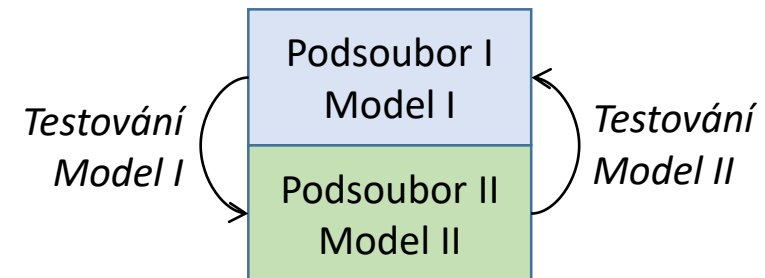 Podsoubor I
Model I
Testování
Model I
Testování
Model II
Podsoubor II
Model II